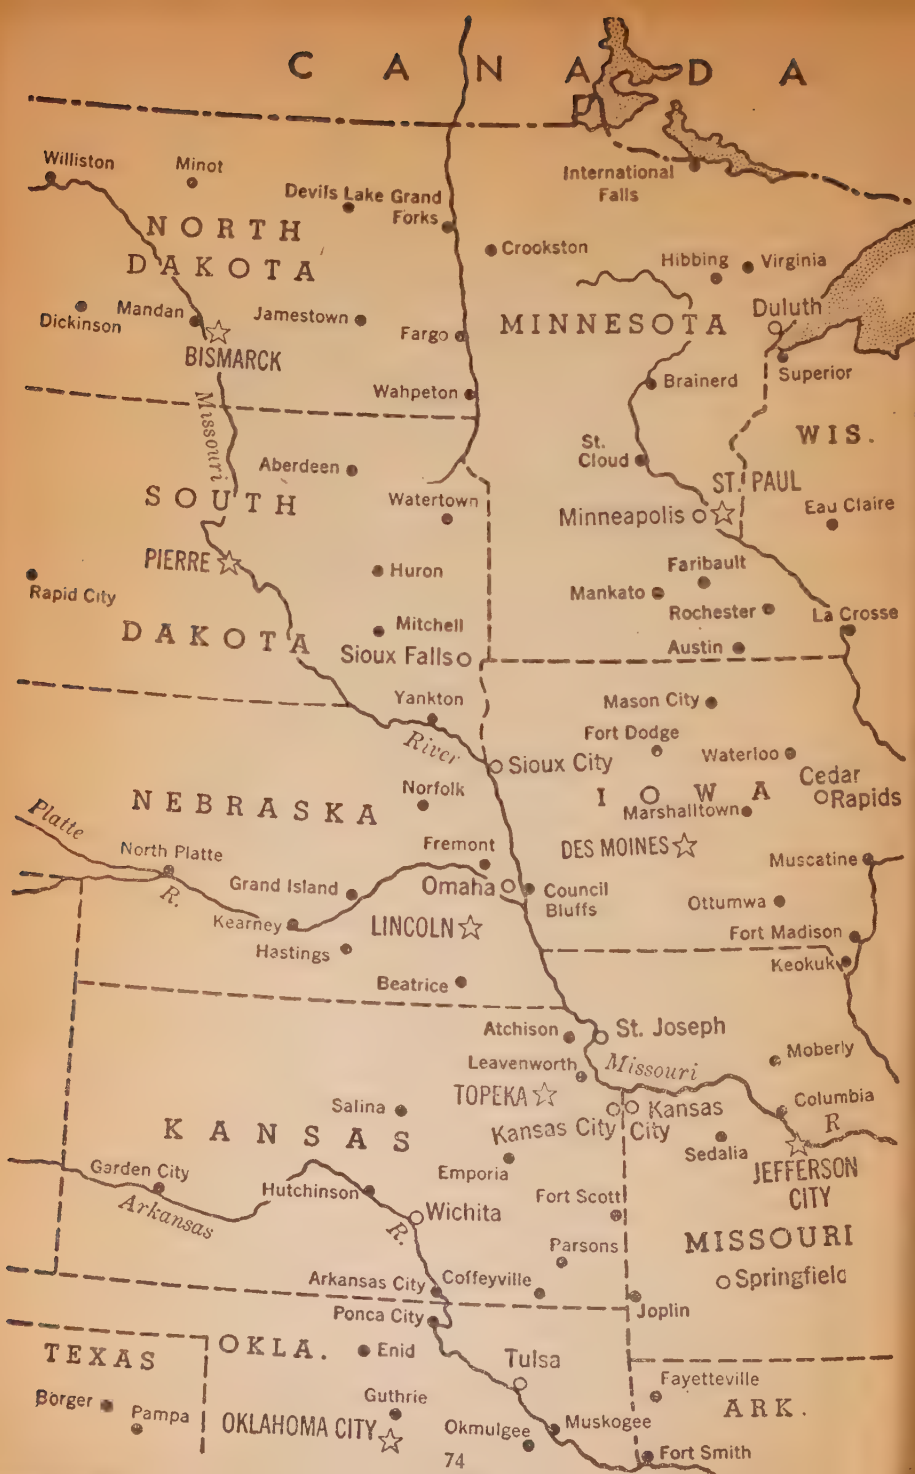 C A N A D A
Williston
Minot
Devils Lake
Grand
Forks
International
Falls
NORTH
DAKOTA
Crookston
Hibbing
Virginia
Dickinson
Mandan
Jamestown
Fargo
MINNESOTA
Duluth
BISMARCK
Superior
Wahpeton
Brainerd
Missouri
WIS.
Aberdeen
St.
Cloud
SOUTH
Watertown
ST. PAUL
Minneapolis
Eau Claire
PIERRE
Huron
Faribault
Rapid City
Mankato
Rochester
DAKOTA
Mitchell
La Crosse
Sioux Falls
Austin
Yankton
Mason City
River
Fort Dodge
Waterloo
Sioux City
Cedar
Rapids
NEBRASKA
Norfolk
IOWA
Marshalltown
Platte
North Platte
Fremont
DES MOINES
Muscatine
R.
Grand Island
Omaha
Council
Bluffs
Ottumwa
Kearney
LINCOLN
Fort Madison
Hastings
Keokuk
Beatrice
Atchison
St. Joseph
Leavenworth
Missouri
Moberly
TOPEKA
Columbia
Salina
Kansas City
Kansas
City
R
KANSAS
Sedalia
JEFFERSON
CITY
Garden City
Emporia
Arkansas
Hutchinson
Fort Scott
R.
Wichita
MISSOURI
Parsons
Springfield
Arkansas City
Coffeyville
Joplin
Ponca City
TEXAS
OKLA.
Enid
Tulsa
Fayetteville
Borger
Pampa
Guthrie
ARK.
OKLAHOMA CITY
Okmulgee
Muskogee
Fort Smith
74